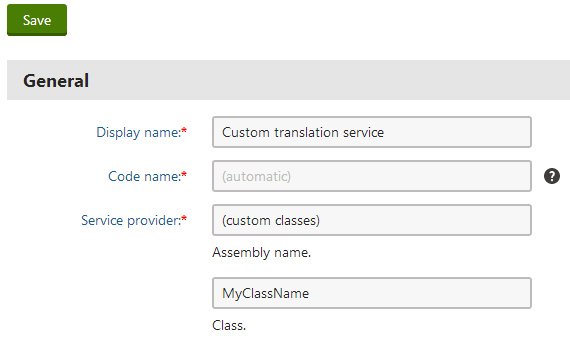 Save
General
Display name:* Custom translation service
Code name:* (automatic) ?
Service provider:* (custom classes)
Assembly name.
MyClassName
Class.